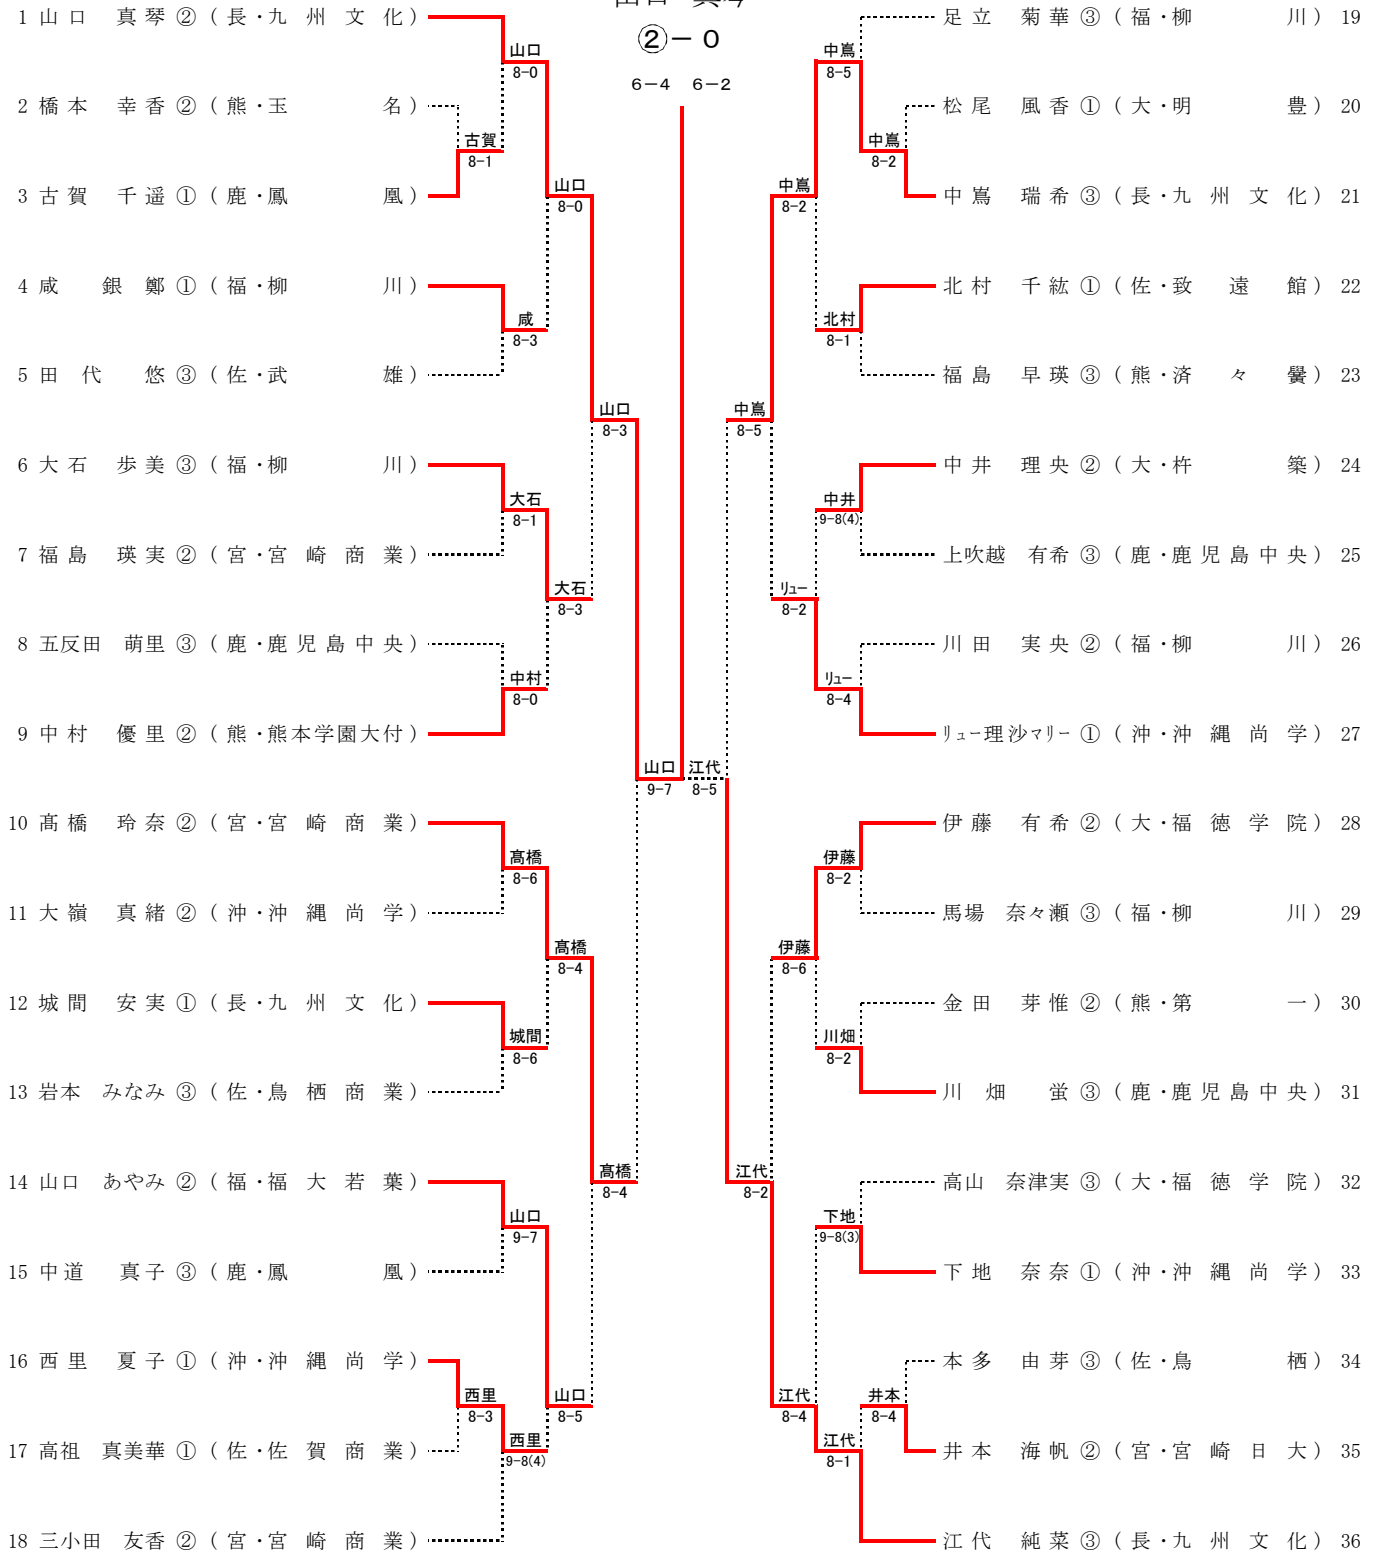 山口 真琴
②－０
６－４ ６－２
1 山口 真琴 ② (長・九州文化)
2 橋本 幸香 ② (熊・玉名)
3 古賀 千遥 ① (鹿・鳳凰)
4 咸 銀鄭 ① (福・柳川)
5 田代 悠 ③ (佐・武雄)
6 大石 歩美 ③ (福・柳川)
7 福島 瑛実 ② (宮・宮崎商業)
8 五反田 萌里 ③ (鹿・鹿児島中央)
9 中村 優里 ② (熊・熊本学園大付)
10 髙橋 玲奈 ② (宮・宮崎商業)
11 大嶺 真緒 ② (沖・沖縄尚学)
12 城間 安実 ① (長・九州文化)
13 岩本 みなみ ③ (佐・鳥栖商業)
14 山口 あやみ ② (福・福大若葉)
15 中道 真子 ③ (鹿・鳳凰)
16 西里 夏子 ① (沖・沖縄尚学)
17 高祖 真美華 ① (佐・佐賀商業)
18 三小田 友香 ② (宮・宮崎商業)
古賀
8-1
西里
8-3
山口
8-0
咸
8-3
大石
8-1
中村
8-0
髙橋
8-6
城間
8-6
山口
9-7
西里
9-8(4)
山口
8-0
大石
8-3
髙橋
8-4
山口
8-5
山口
8-3
髙橋
8-4
山口
9-7
江代
8-5
中嶌
8-5
江代
8-2
中嶌
8-2
リュー
8-2
伊藤
8-6
江代
8-4
中嶌
8-5
北村
8-1
中井
9-8(4)
リュー
8-4
伊藤
8-2
川畑
8-2
下地
9-8(3)
江代
8-1
中嶌
8-2
井本
8-4
足立 菊華 ③ (福・柳川) 19
松尾 風香 ① (大・明豊) 20
中嶌 瑞希 ③ (長・九州文化) 21
北村 千紘 ① (佐・致遠館) 22
福島 早瑛 ③ (熊・済々黌) 23
中井 理央 ② (大・杵築) 24
上吹越 有希 ③ (鹿・鹿児島中央) 25
川田 実央 ② (福・柳川) 26
リュー理沙マリー ① (沖・沖縄尚学) 27
伊藤 有希 ② (大・福徳学院) 28
馬場 奈々瀬 ③ (福・柳川) 29
金田 芽惟 ② (熊・第一) 30
川畑 蛍 ③ (鹿・鹿児島中央) 31
高山 奈津実 ③ (大・福徳学院) 32
下地 奈奈 ① (沖・沖縄尚学) 33
本多 由芽 ③ (佐・鳥栖) 34
井本 海帆 ② (宮・宮崎日大) 35
江代 純菜 ③ (長・九州文化) 36